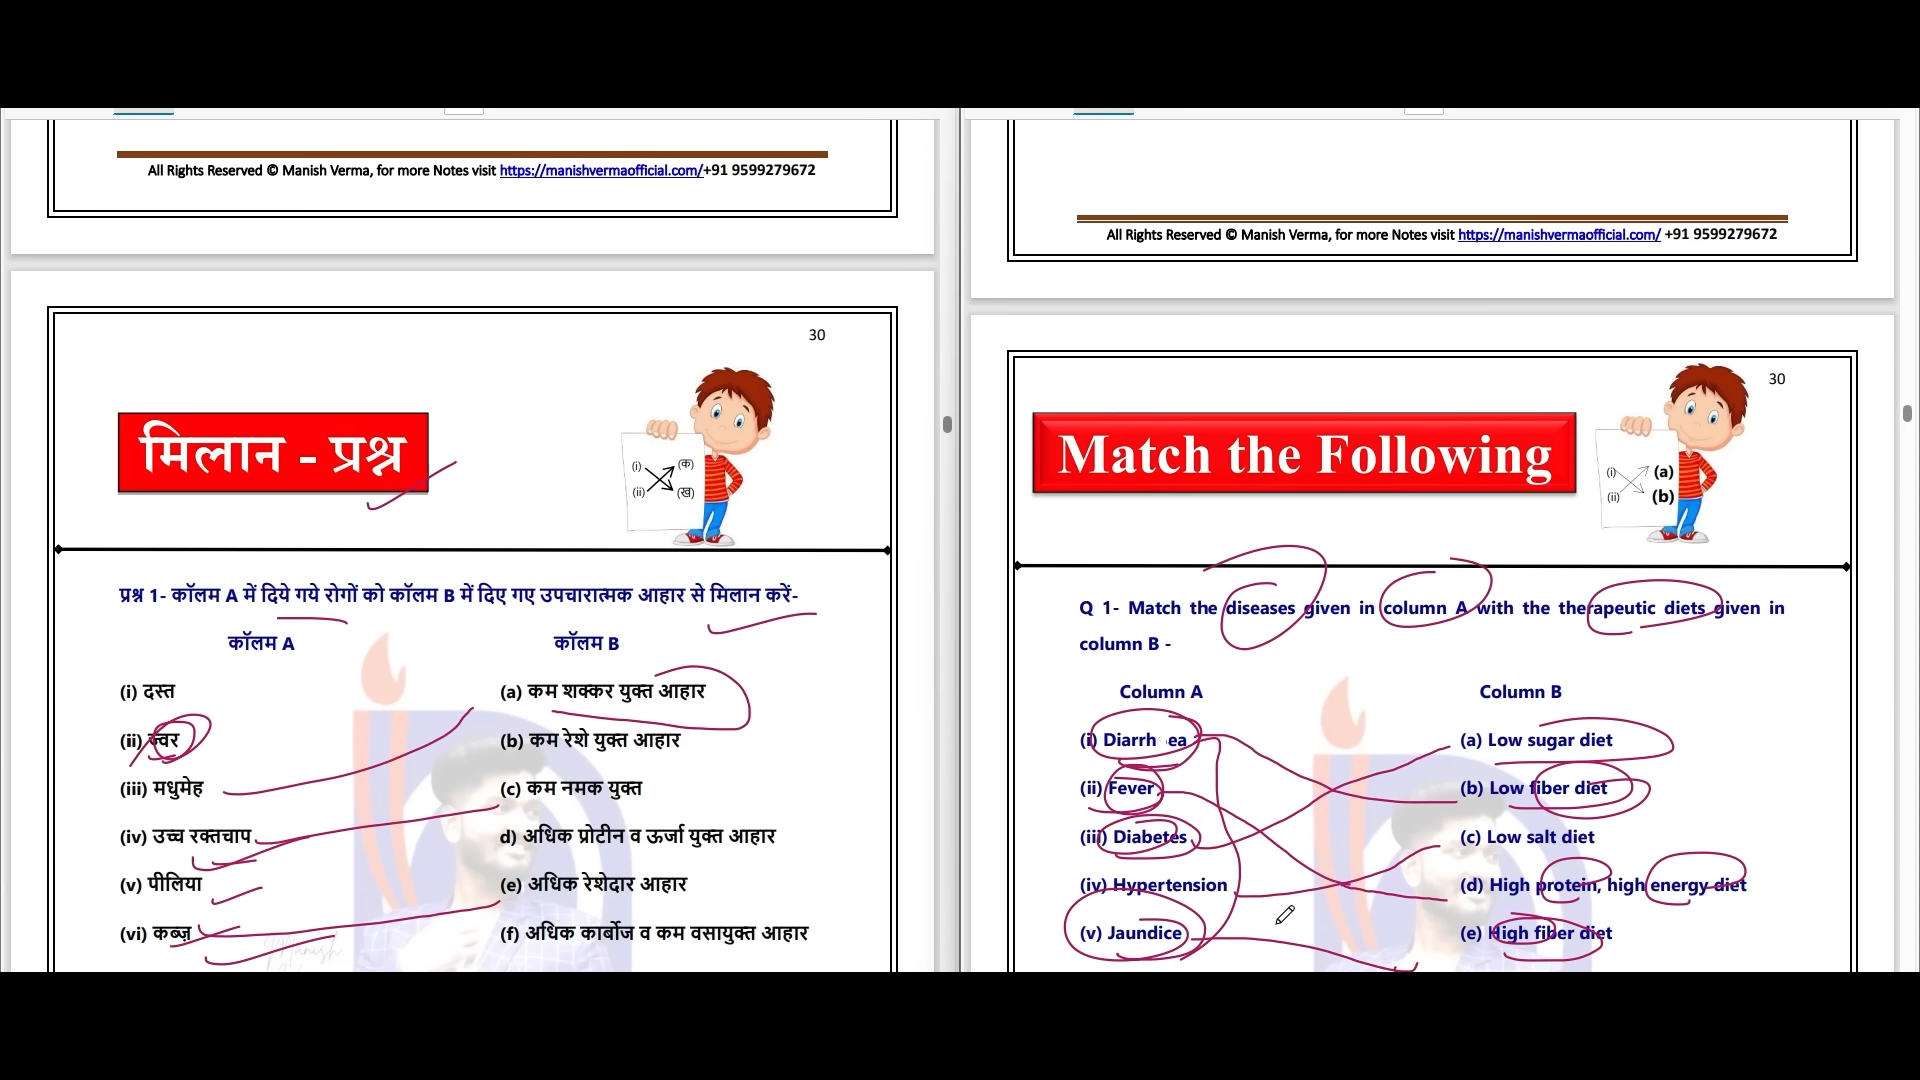 All Rights Reserved © Manish Verma, for more Notes visit https://manishvermaofficial.com/+91 9599279672
30
मिलान - प्रश्न
(i) (क)
(ii) (ख)
प्रश्न 1- कॉलम A में दिये गये रोगों को कॉलम B में दिए गए उपचारात्मक आहार से मिलान करें-
कॉलम A कॉलम B
(i) दस्त (a) कम शक्कर युक्त आहार
(ii) ज्वर (b) कम रेशे युक्त आहार
(iii) मधुमेह (c) कम नमक युक्त
(iv) उच्च रक्तचाप d) अधिक प्रोटीन व ऊर्जा युक्त आहार
(v) पीलिया (e) अधिक रेशेदार आहार
(vi) कब्ज़ (f) अधिक कार्बोज व कम वसायुक्त आहार
All Rights Reserved © Manish Verma, for more Notes visit https://manishvermaofficial.com/ +91 9599279672
30
Match the Following
(i) (a)
(ii) (b)
Q 1- Match the diseases given in column A with the therapeutic diets given in
column B -
Column A Column B
(i) Diarrh ea (a) Low sugar diet
(ii) Fever (b) Low fiber diet
(iii) Diabetes (c) Low salt diet
(iv) Hypertension (d) High protein, high energy diet
(v) Jaundice (e) High fiber diet